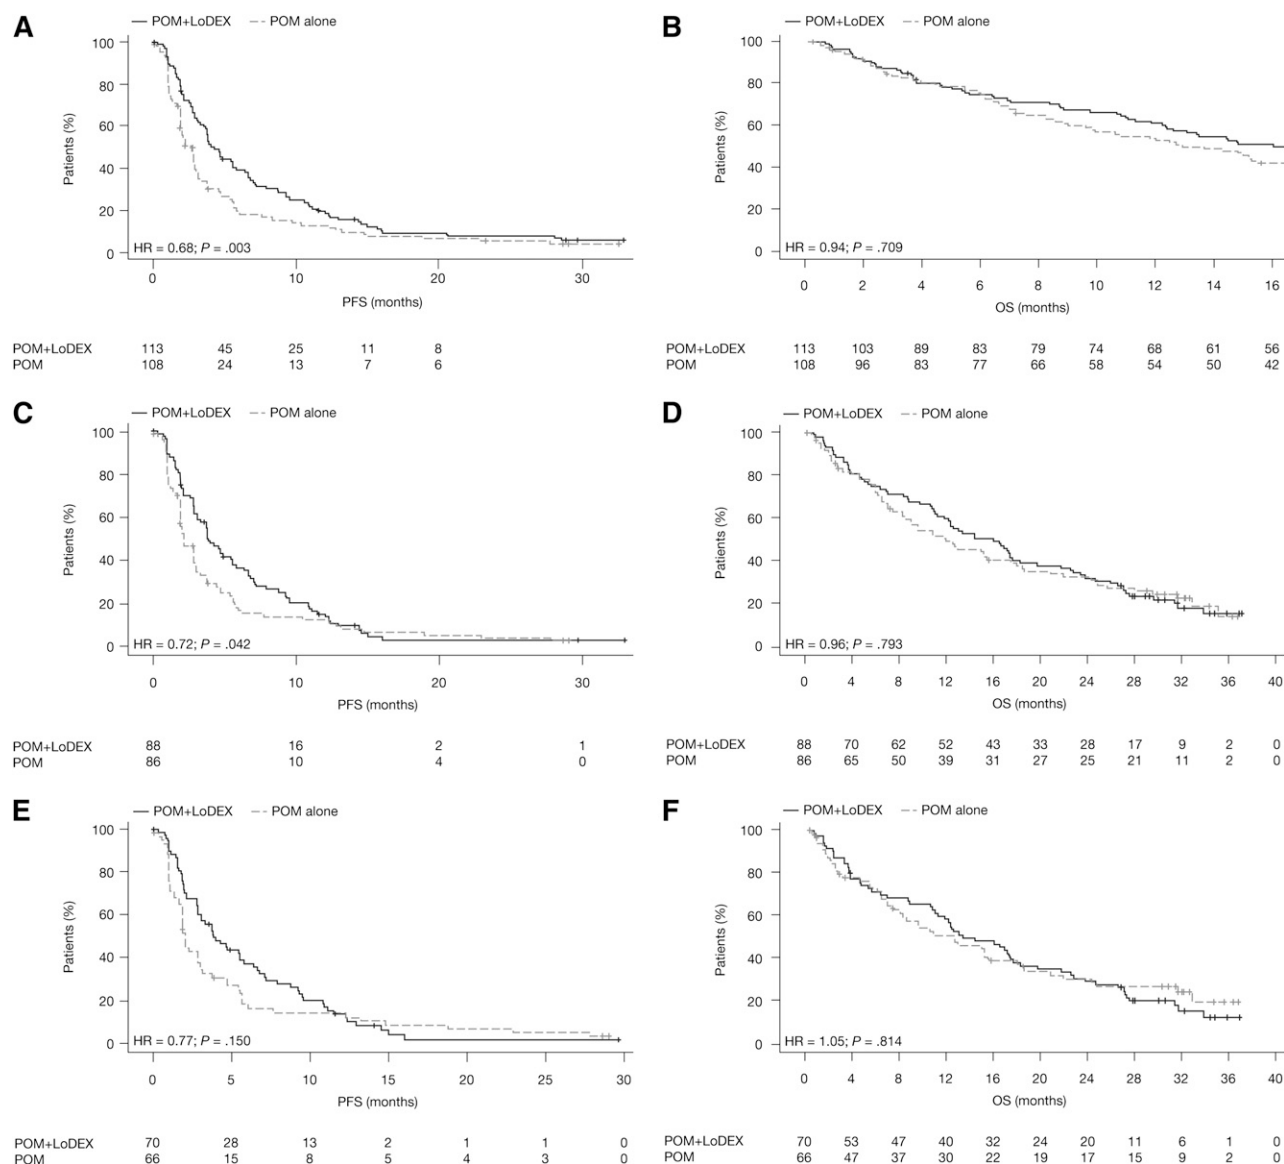 A
POM+LoDEX POM alone
100
80
60
40
20
0
Patients (%)
HR = 0.68; P = .003
0 10 20 30
PFS (months)
POM+LoDEX 113 45 25 11 8
POM 108 24 13 7 6
B
POM+LoDEX POM alone
100
80
60
40
20
0
Patients (%)
HR = 0.94; P = .709
0 2 4 6 8 10 12 14 16
OS (months)
POM+LoDEX 113 103 89 83 79 74 68 61 56
POM 108 96 83 77 66 58 54 50 42
C
POM+LoDEX POM alone
100
80
60
40
20
0
Patients (%)
HR = 0.72; P = .042
0 10 20 30
PFS (months)
POM+LoDEX 88 16 2 1
POM 86 10 4 0
D
POM+LoDEX POM alone
100
80
60
40
20
0
Patients (%)
HR = 0.96; P = .793
0 4 8 12 16 20 24 28 32 36 40
OS (months)
POM+LoDEX 88 70 62 52 43 33 28 17 9 2 0
POM 86 65 50 39 31 27 25 21 11 2 0
E
POM+LoDEX POM alone
100
80
60
40
20
0
Patients (%)
HR = 0.77; P = .150
0 5 10 15 20 25 30
PFS (months)
POM+LoDEX 70 28 13 2 1 1 0
POM 66 15 8 5 4 3 0
F
POM+LoDEX POM alone
100
80
60
40
20
0
Patients (%)
HR = 1.05; P = .814
0 4 8 12 16 20 24 28 32 36 40
OS (months)
POM+LoDEX 70 53 47 40 32 24 20 11 6 1 0
POM 66 47 37 30 22 19 17 15 9 2 0